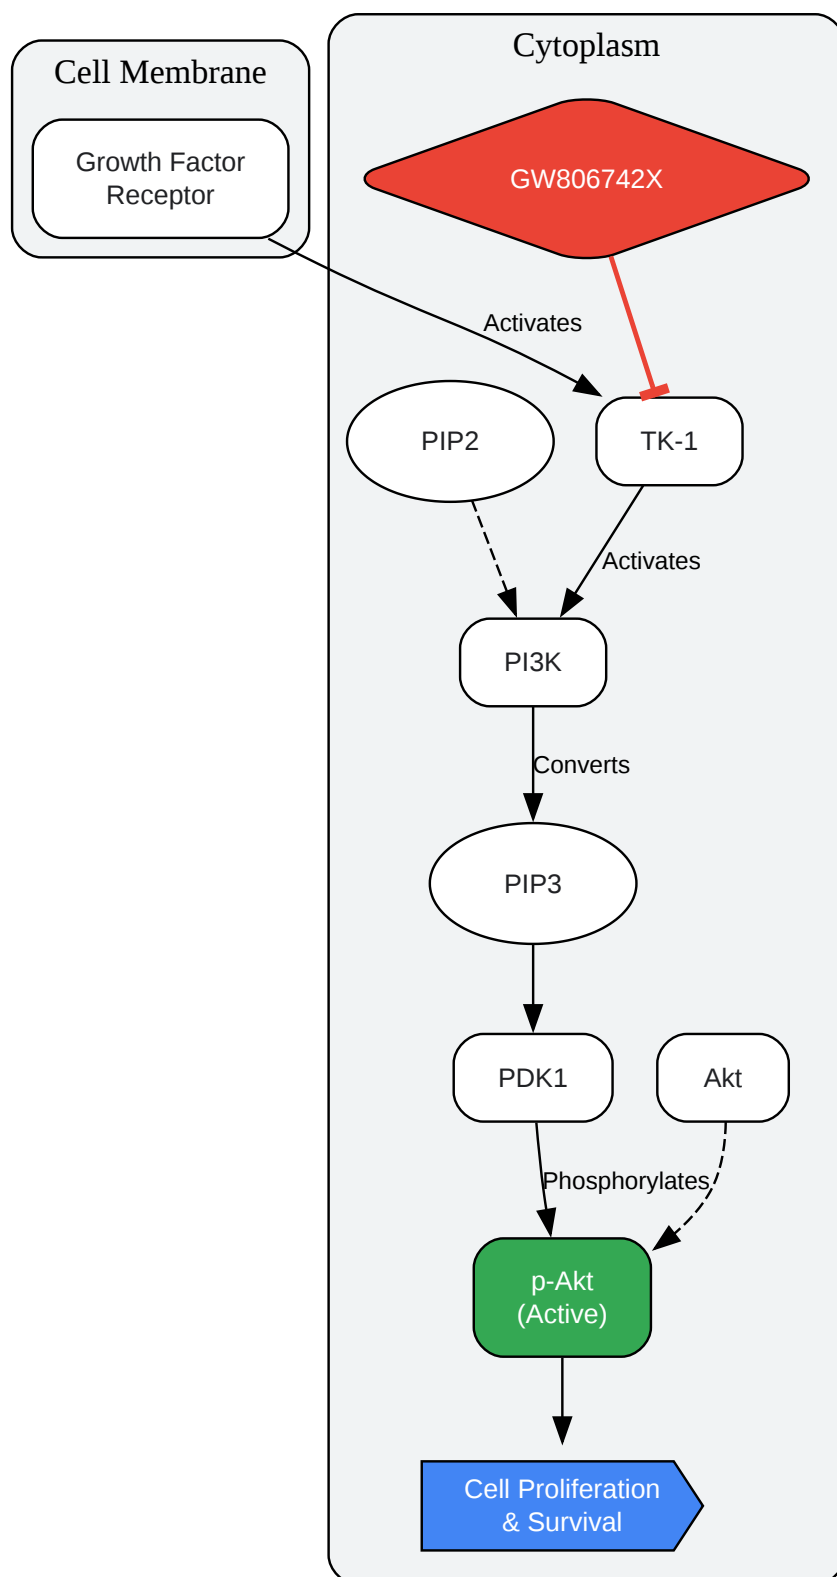 Cell Membrane
Growth Factor
Receptor
Cytoplasm
GW806742X
Activates
PIP2
TK-1
Activates
PI3K
Converts
PIP3
PDK1
Akt
Phosphorylates
p-Akt
(Active)
Cell Proliferation
& Survival